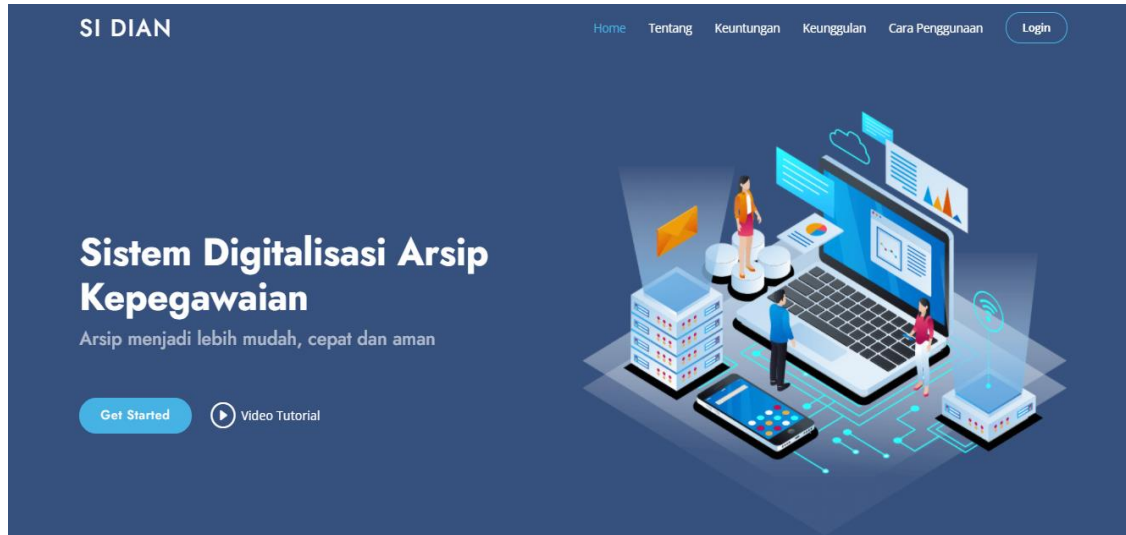 SI DIAN
Home Tentang Keuntungan Keunggulan Cara Penggunaan Login
Sistem Digitalisasi Arsip
Kepegawaian
Arsip menjadi lebih mudah, cepat dan aman
Get Started Video Tutorial